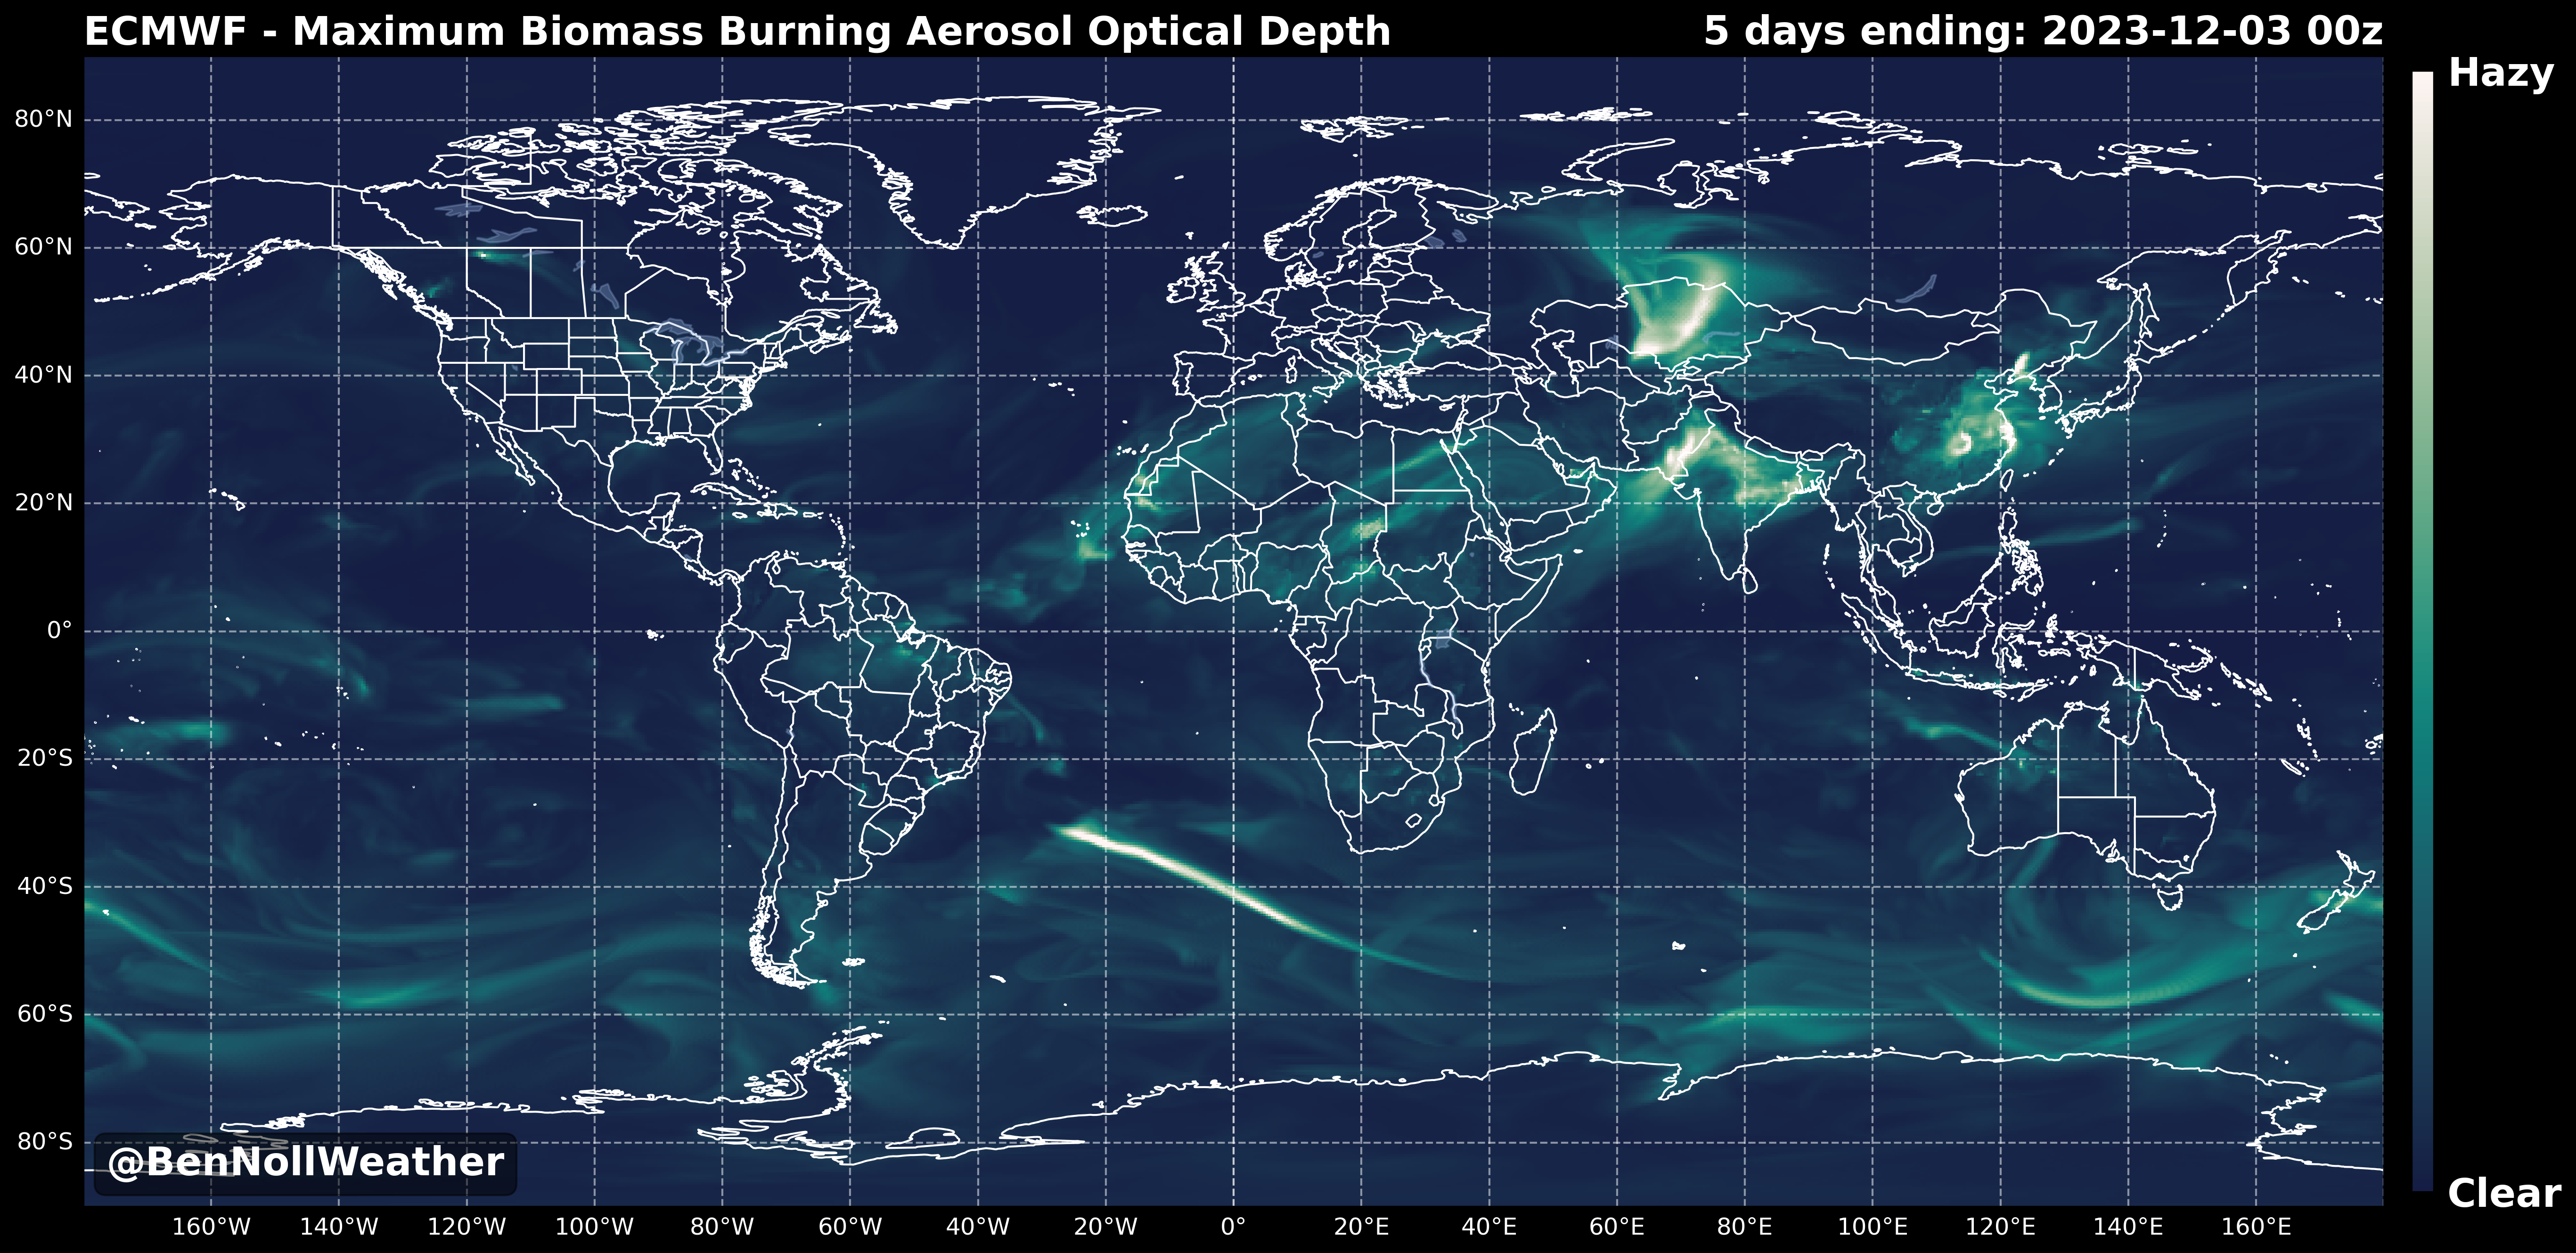 ECMWF - Maximum Biomass Burning Aerosol Optical Depth
5 days ending: 2023-12-03 00z
Hazy
80°N
60°N
40°N
20°N
0°
20°S
40°S
60°S
80°S
@BenNollWeather
Clear
160°W 140°W 120°W 100°W 80°W 60°W 40°W 20°W 0° 20°E 40°E 60°E 80°E 100°E 120°E 140°E 160°E